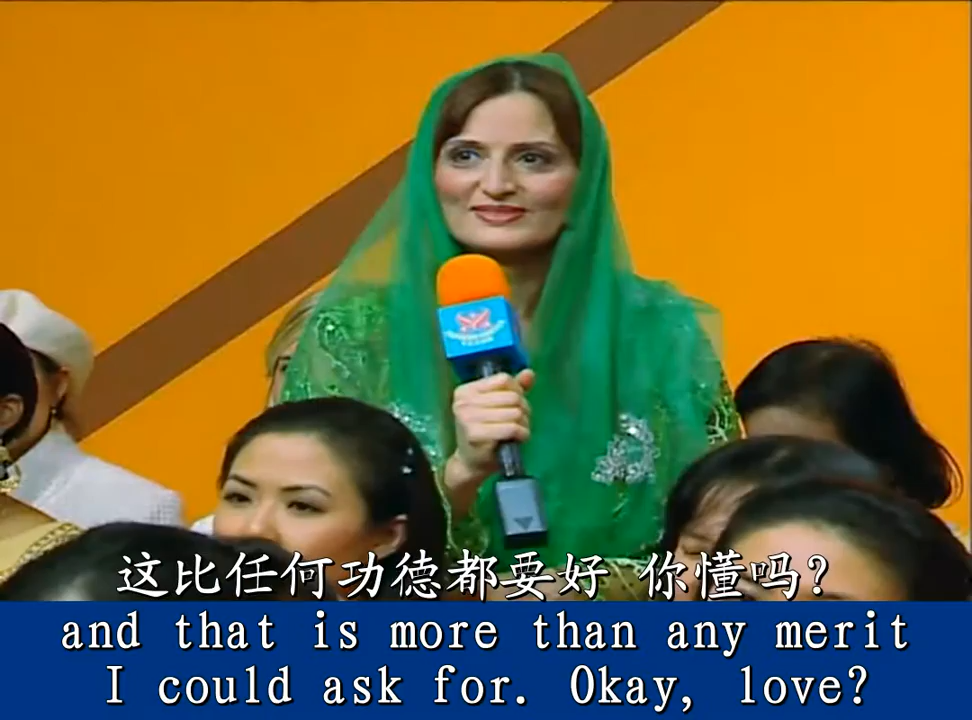 这比任何功德都要好 你懂吗?
and that is more than any merit
I could ask for. Okay, love?